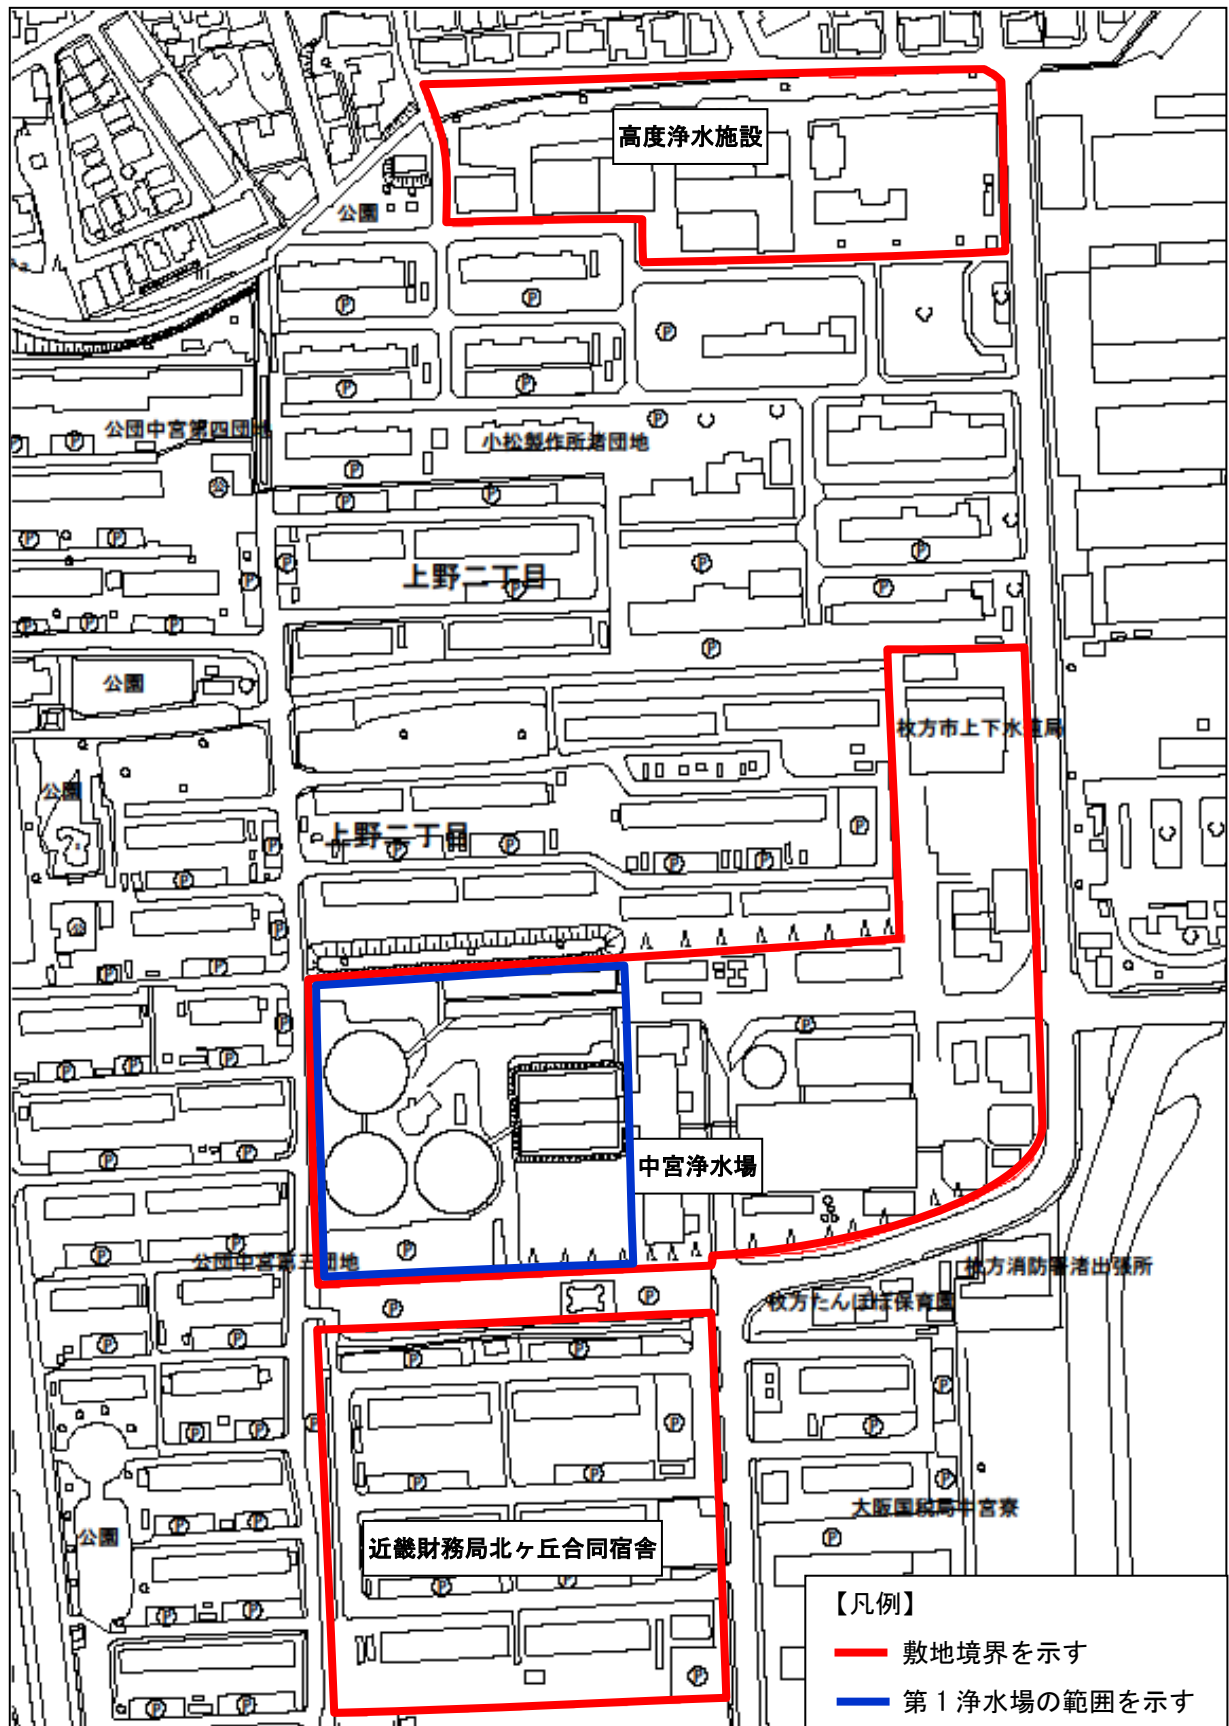 高度浄水施設
公園
公団中宮第四団地
小松製作所渚団地
上野二丁目
公園
枚方市上下水道局
公園
上野二丁目
中宮浄水場
公団中宮第三団地
枚方消防署渚出張所
枚方たんぽぽ保育園
大阪国税局中宮寮
公園
近畿財務局北ヶ丘合同宿舎
【凡例】
敷地境界を示す
第1浄水場の範囲を示す